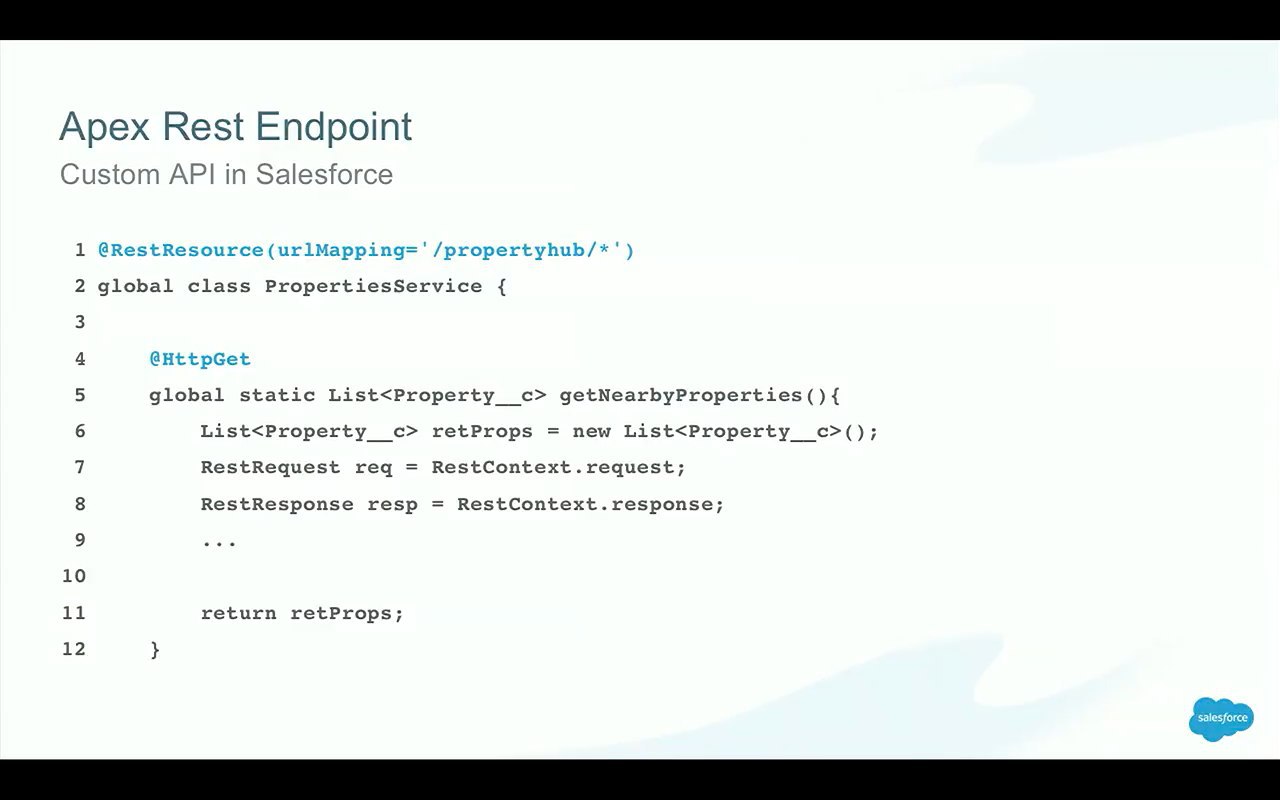 Apex Rest Endpoint
Custom API in Salesforce
1 @RestResource(urlMapping='/propertyhub/*')
2 global class PropertiesService {
3
4     @HttpGet
5     global static List<Property__c> getNearbyProperties(){
6         List<Property__c> retProps = new List<Property__c>();
7         RestRequest req = RestContext.request;
8         RestResponse resp = RestContext.response;
9         ...
10
11         return retProps;
12     }
salesforce